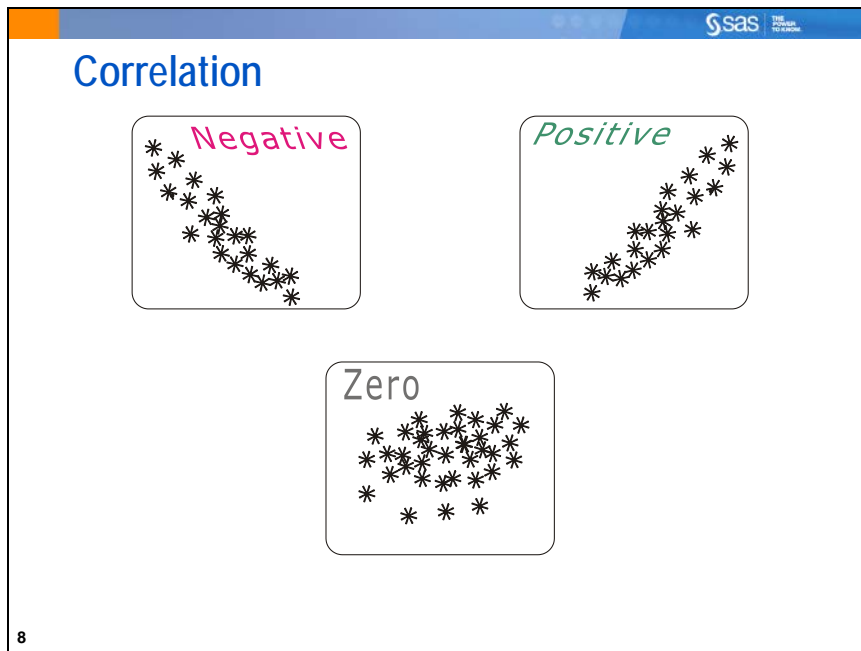 sas THE POWER TO KNOW.
Correlation
Negative
Positive
Zero
8